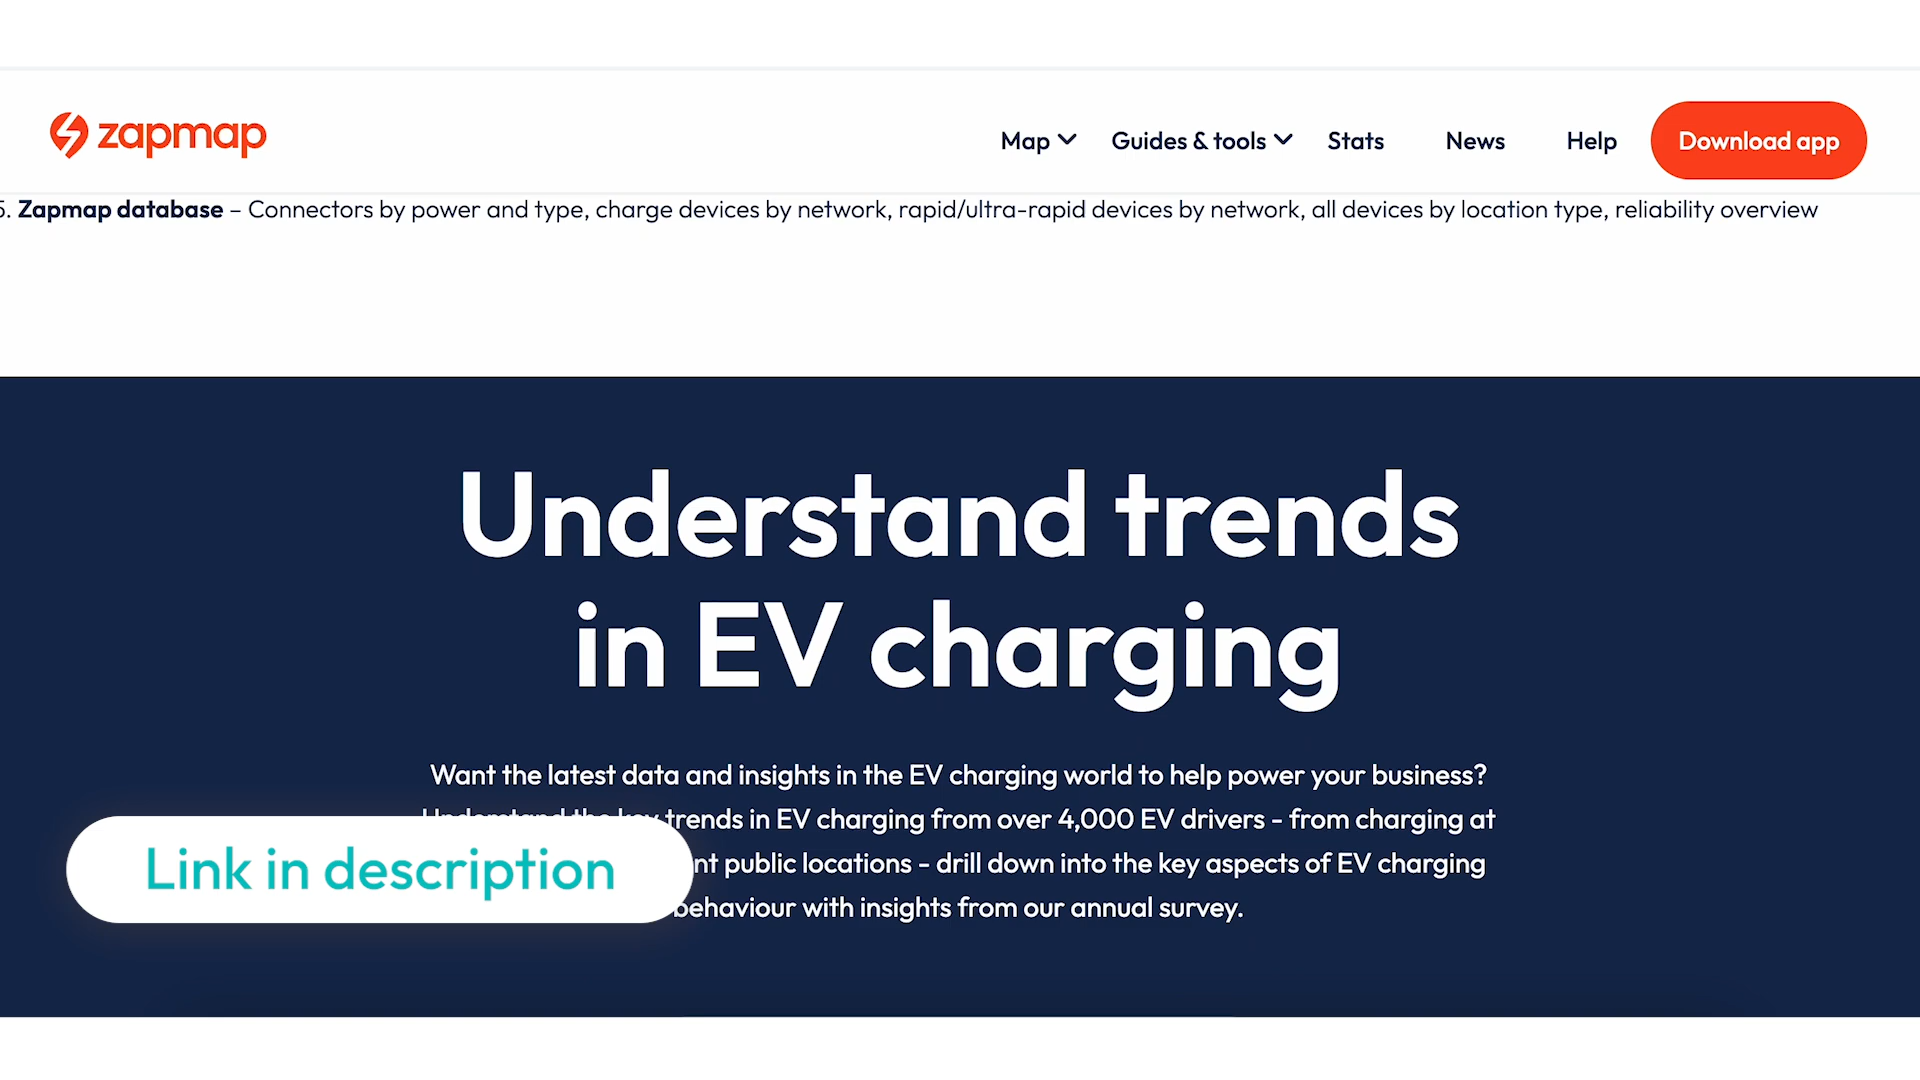 zapmap
Map Guides & tools Stats News Help Download app
5. Zapmap database – Connectors by power and type, charge devices by network, rapid/ultra-rapid devices by network, all devices by location type, reliability overview
Understand trends
in EV charging
Want the latest data and insights in the EV charging world to help power your business?
trends in EV charging from over 4,000 EV drivers - from charging at
public locations - drill down into the key aspects of EV charging
behaviour with insights from our annual survey.
Link in description